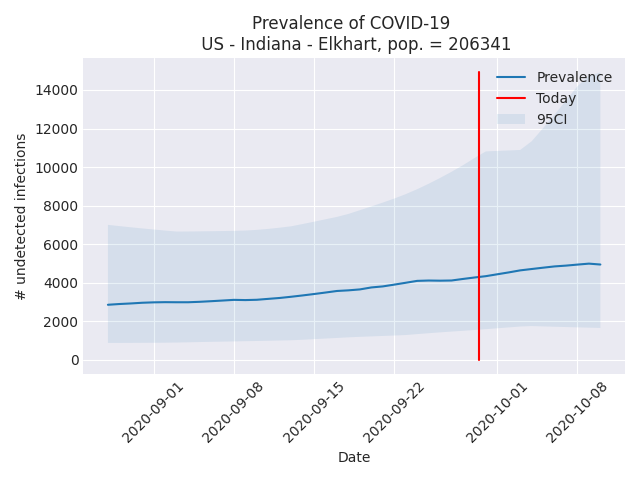 Prevalence of COVID-19
US - Indiana - Elkhart, pop. = 206341
Prevalence
Today
95CI
# undetected infections
14000
12000
10000
8000
6000
4000
2000
0
2020-09-01
2020-09-08
2020-09-15
2020-09-22
2020-10-01
2020-10-08
Date